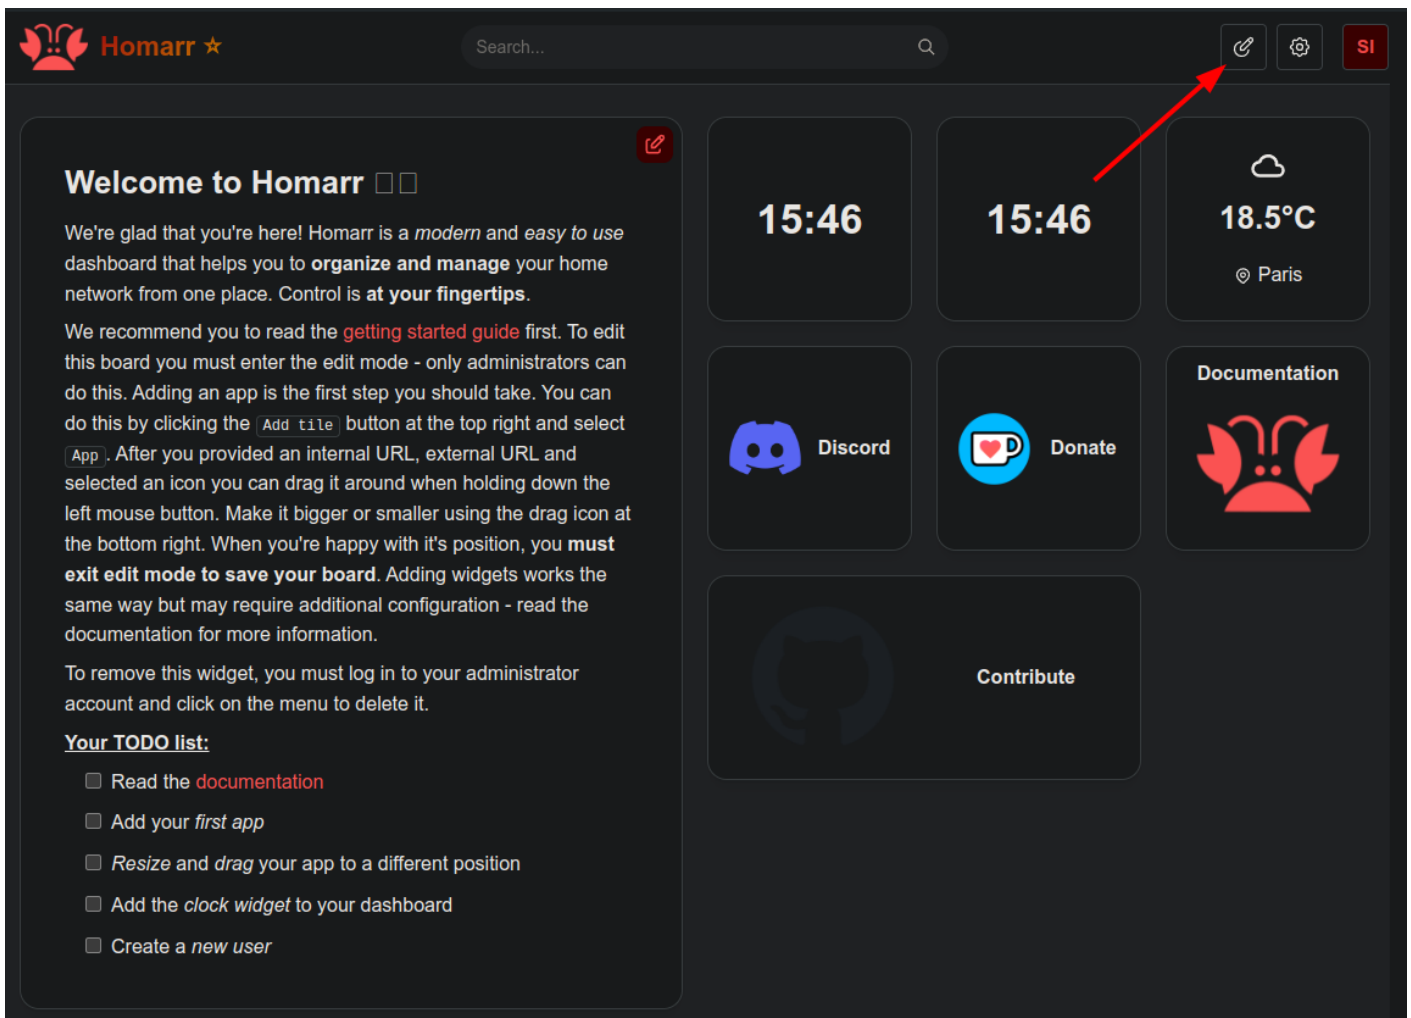 Homarr ☆
Search...
SI
Welcome to Homarr
We're glad that you're here! Homarr is a modern and easy to use
dashboard that helps you to organize and manage your home
network from one place. Control is at your fingertips.
We recommend you to read the getting started guide first. To edit
this board you must enter the edit mode - only administrators can
do this. Adding an app is the first step you should take. You can
do this by clicking the Add tile button at the top right and select
App. After you provided an internal URL, external URL and
selected an icon you can drag it around when holding down the
left mouse button. Make it bigger or smaller using the drag icon at
the bottom right. When you're happy with it's position, you must
exit edit mode to save your board. Adding widgets works the
same way but may require additional configuration - read the
documentation for more information.
To remove this widget, you must log in to your administrator
account and click on the menu to delete it.
Your TODO list:
Read the documentation
Add your first app
Resize and drag your app to a different position
Add the clock widget to your dashboard
Create a new user
15:46
15:46
18.5°C
Paris
Discord
Donate
Documentation
Contribute